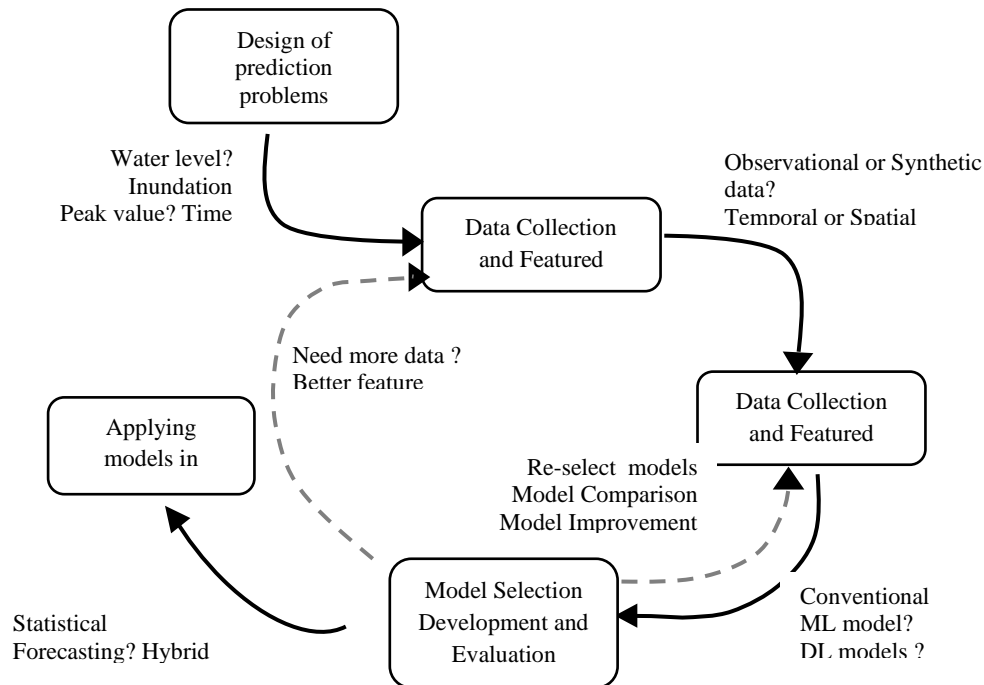 Design of
prediction
problems
Water level?
Inundation
Peak value? Time
Observational or Synthetic
data?
Temporal or Spatial
Data Collection
and Featured
Need more data ?
Better feature
Data Collection
and Featured
Applying
models in
Re-select models
Model Comparison
Model Improvement
Model Selection
Development and
Evaluation
Conventional
ML model?
DL models ?
Statistical
Forecasting? Hybrid